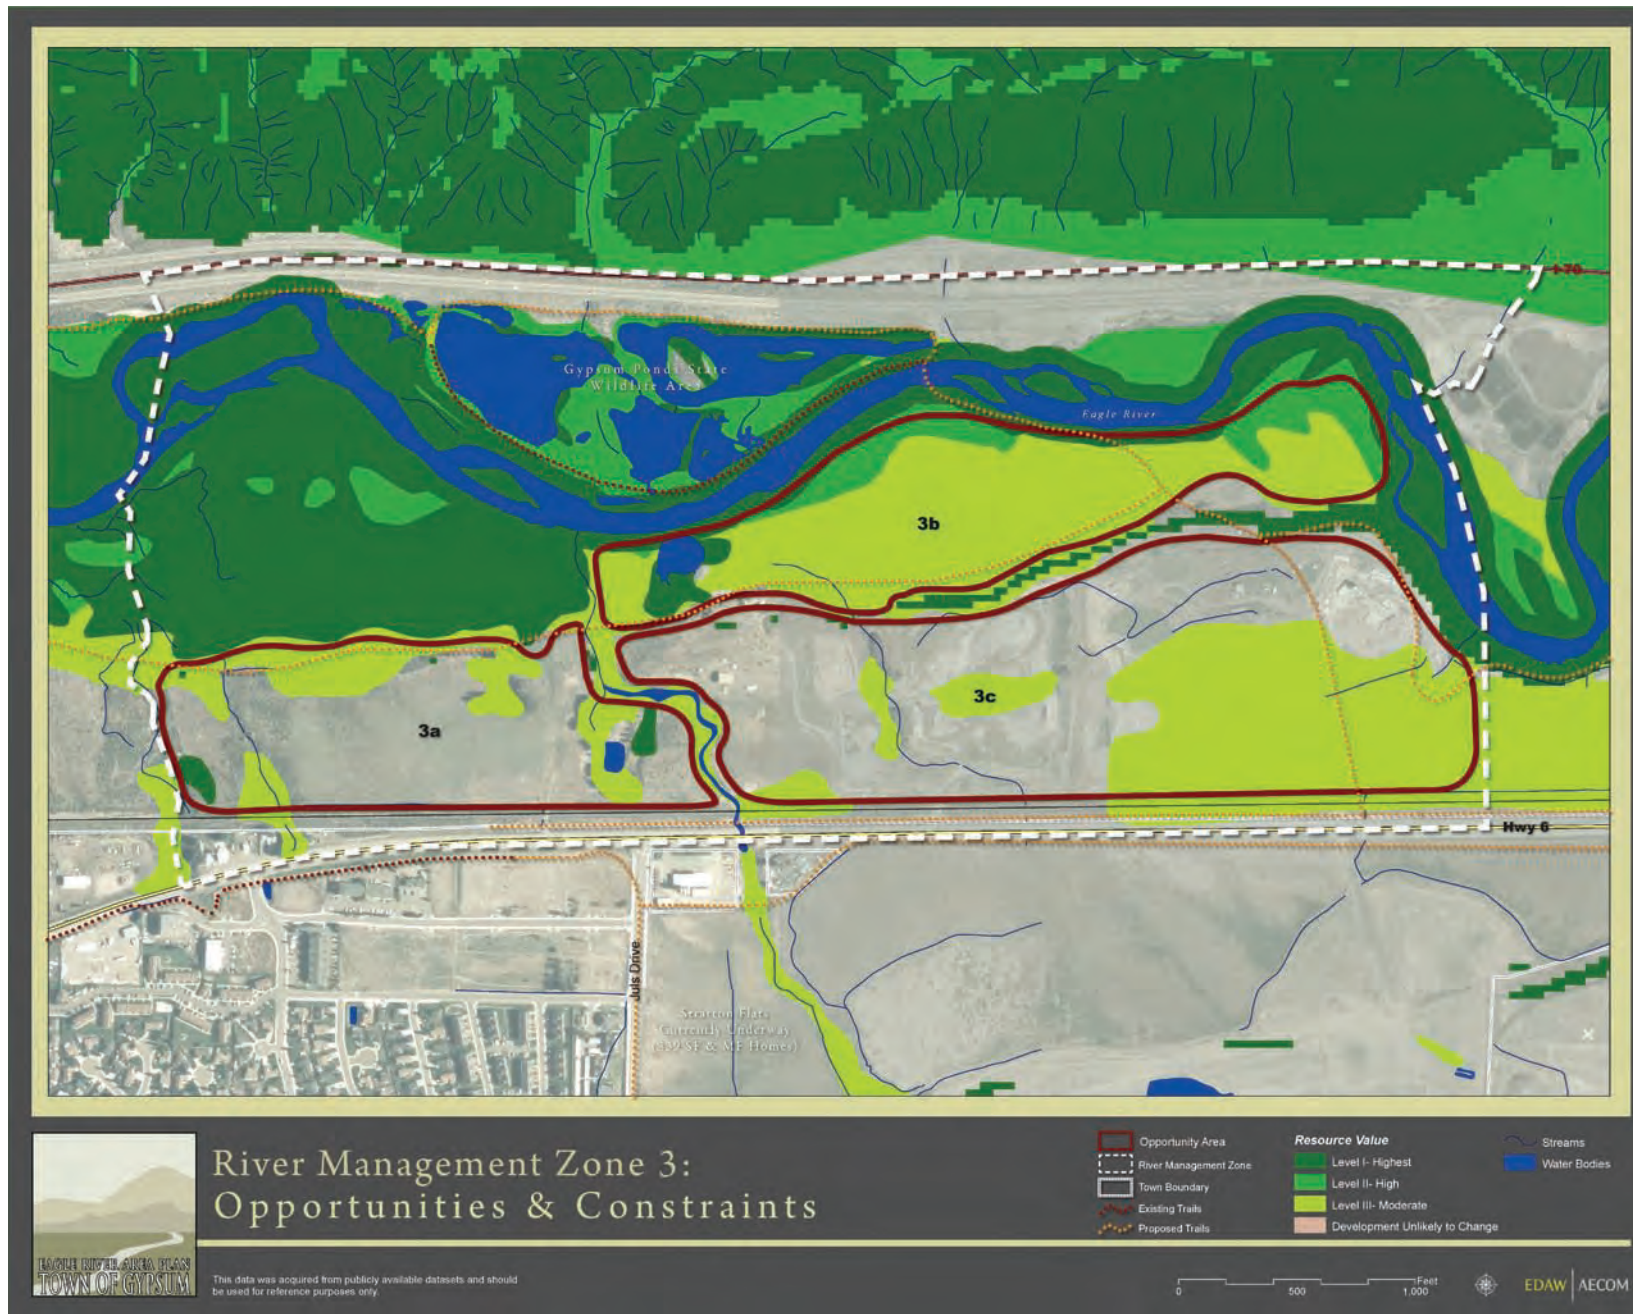 I-70
Gypsum Ponds State
Wildlife Area
Eagle River
3b
3c
3a
Hwy 6
Juls Drive
Stratton Flats
Currently Underway
(339 SF & MF Homes)
EAGLE RIVER AREA PLAN
TOWN OF GYPSUM
River Management Zone 3:
Opportunities & Constraints
This data was acquired from publicly available datasets and should
be used for reference purposes only.
Opportunity Area
River Management Zone
Town Boundary
Existing Trails
Proposed Trails
Resource Value
Level I- Highest
Level II- High
Level III- Moderate
Development Unlikely to Change
Streams
Water Bodies
Feet
0 500 1,000
EDAW | AECOM